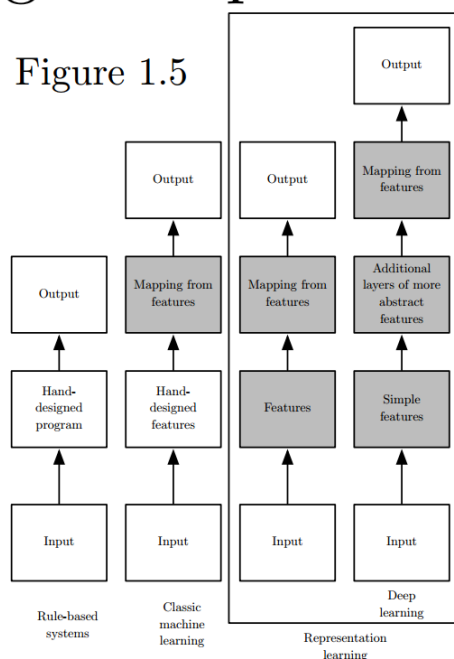 Figure 1.5
Output
Output
Output
Mapping from
features
Output
Mapping from
features
Mapping from
features
Additional
layers of more
abstract
features
Hand-
designed
program
Hand-
designed
features
Features
Simple
features
Input
Input
Input
Input
Rule-based
systems
Classic
machine
learning
Representation
learning
Deep
learning